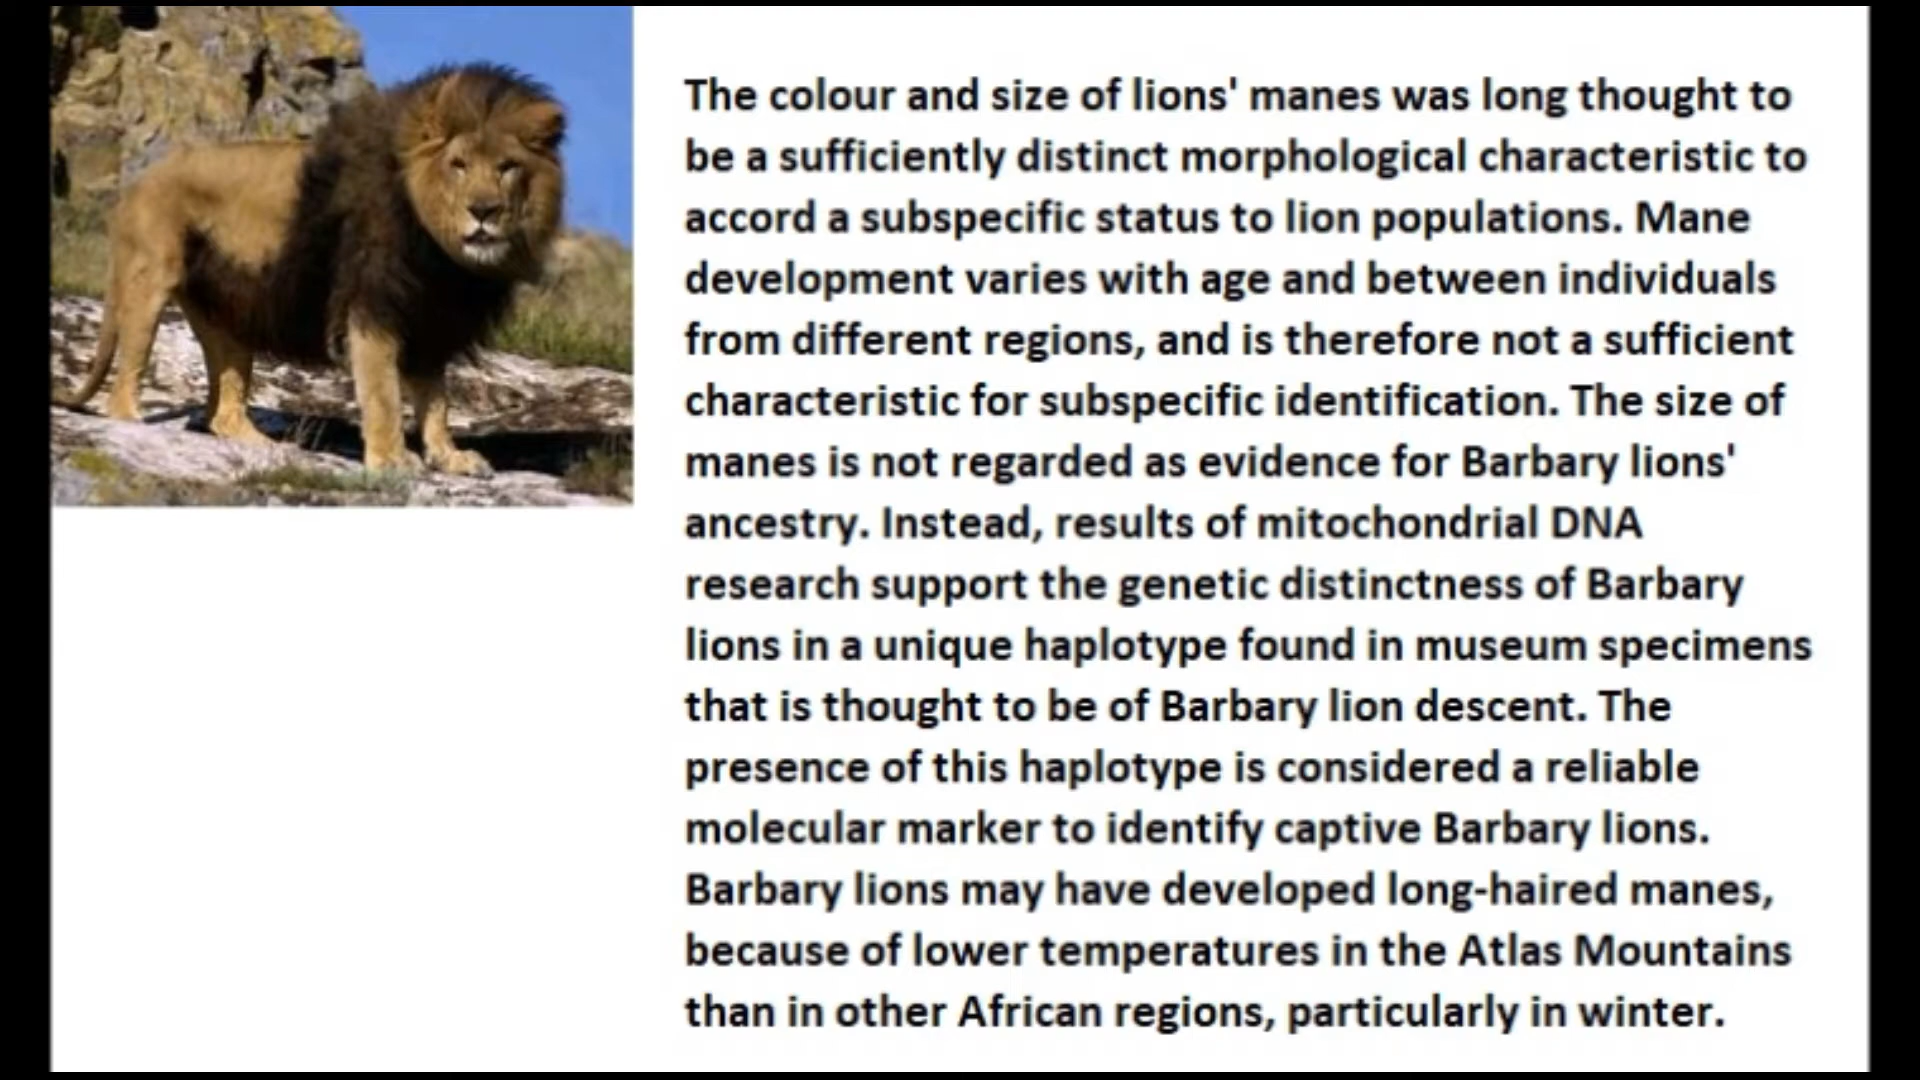 The colour and size of lions' manes was long thought to
be a sufficiently distinct morphological characteristic to
accord a subspecific status to lion populations. Mane
development varies with age and between individuals
from different regions, and is therefore not a sufficient
characteristic for subspecific identification. The size of
manes is not regarded as evidence for Barbary lions'
ancestry. Instead, results of mitochondrial DNA
research support the genetic distinctness of Barbary
lions in a unique haplotype found in museum specimens
that is thought to be of Barbary lion descent. The
presence of this haplotype is considered a reliable
molecular marker to identify captive Barbary lions.
Barbary lions may have developed long-haired manes,
because of lower temperatures in the Atlas Mountains
than in other African regions, particularly in winter.